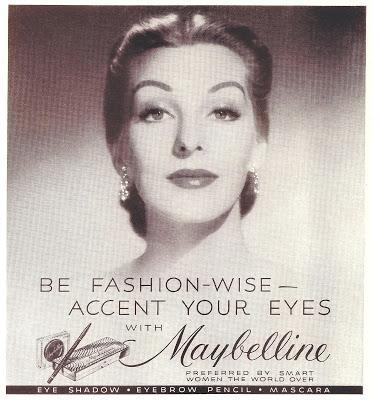 BE FASHION-WISE—
ACCENT YOUR EYES
WITH
Maybelline
PREFERRED BY SMART
WOMEN THE WORLD OVER
EYE SHADOW • EYEBROW PENCIL • MASCARA